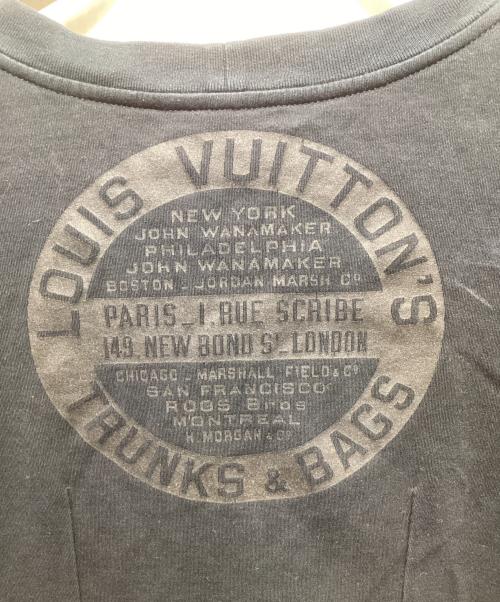 LOUIS VUITTON'S
NEW YORK
JOHN WANAMAKER
PHILADELPHIA
JOHN WANAMAKER
BOSTON - JORDAN MARSH Cº
PARIS_1, RUE SCRIBE
149, NEW BOND Sᵗ_LONDON
CHICAGO - MARSHALL FIELD & Cº
SAN FRANCISCO
ROOS Bros
MONTREAL
H. MORGAN & Cº
TRUNKS & BAGS